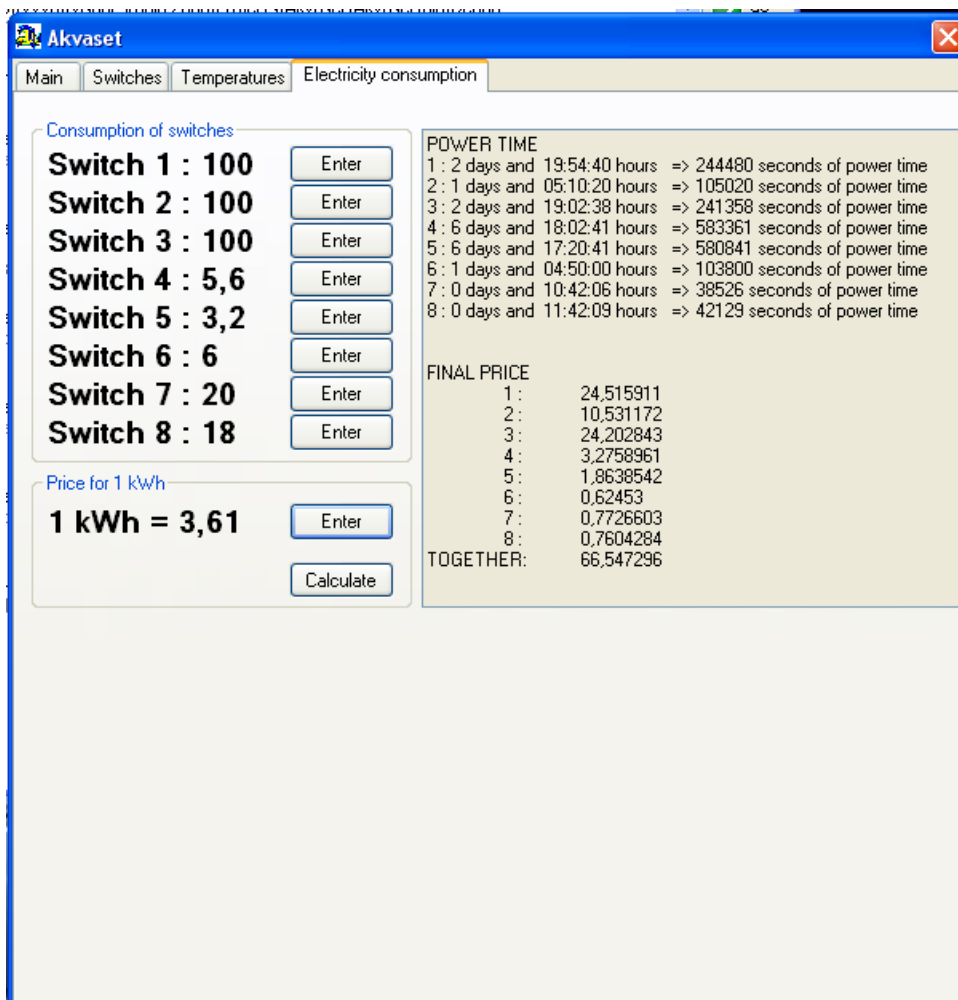 Akvaset
Main Switches Temperatures Electricity consumption
Consumption of switches
Switch 1 : 100 Enter
Switch 2 : 100 Enter
Switch 3 : 100 Enter
Switch 4 : 5,6 Enter
Switch 5 : 3,2 Enter
Switch 6 : 6 Enter
Switch 7 : 20 Enter
Switch 8 : 18 Enter
Price for 1 kWh
1 kWh = 3,61 Enter
Calculate
POWER TIME
1 : 2 days and 19:54:40 hours => 244480 seconds of power time
2 : 1 days and 05:10:20 hours => 105020 seconds of power time
3 : 2 days and 19:02:38 hours => 241358 seconds of power time
4 : 6 days and 18:02:41 hours => 583361 seconds of power time
5 : 6 days and 17:20:41 hours => 580841 seconds of power time
6 : 1 days and 04:50:00 hours => 103800 seconds of power time
7 : 0 days and 10:42:06 hours => 38526 seconds of power time
8 : 0 days and 11:42:09 hours => 42129 seconds of power time
FINAL PRICE
1 : 24,515911
2 : 10,531172
3 : 24,202843
4 : 3,2758961
5 : 1,8638542
6 : 0,62453
7 : 0,7726603
8 : 0,7604284
TOGETHER: 66,547296